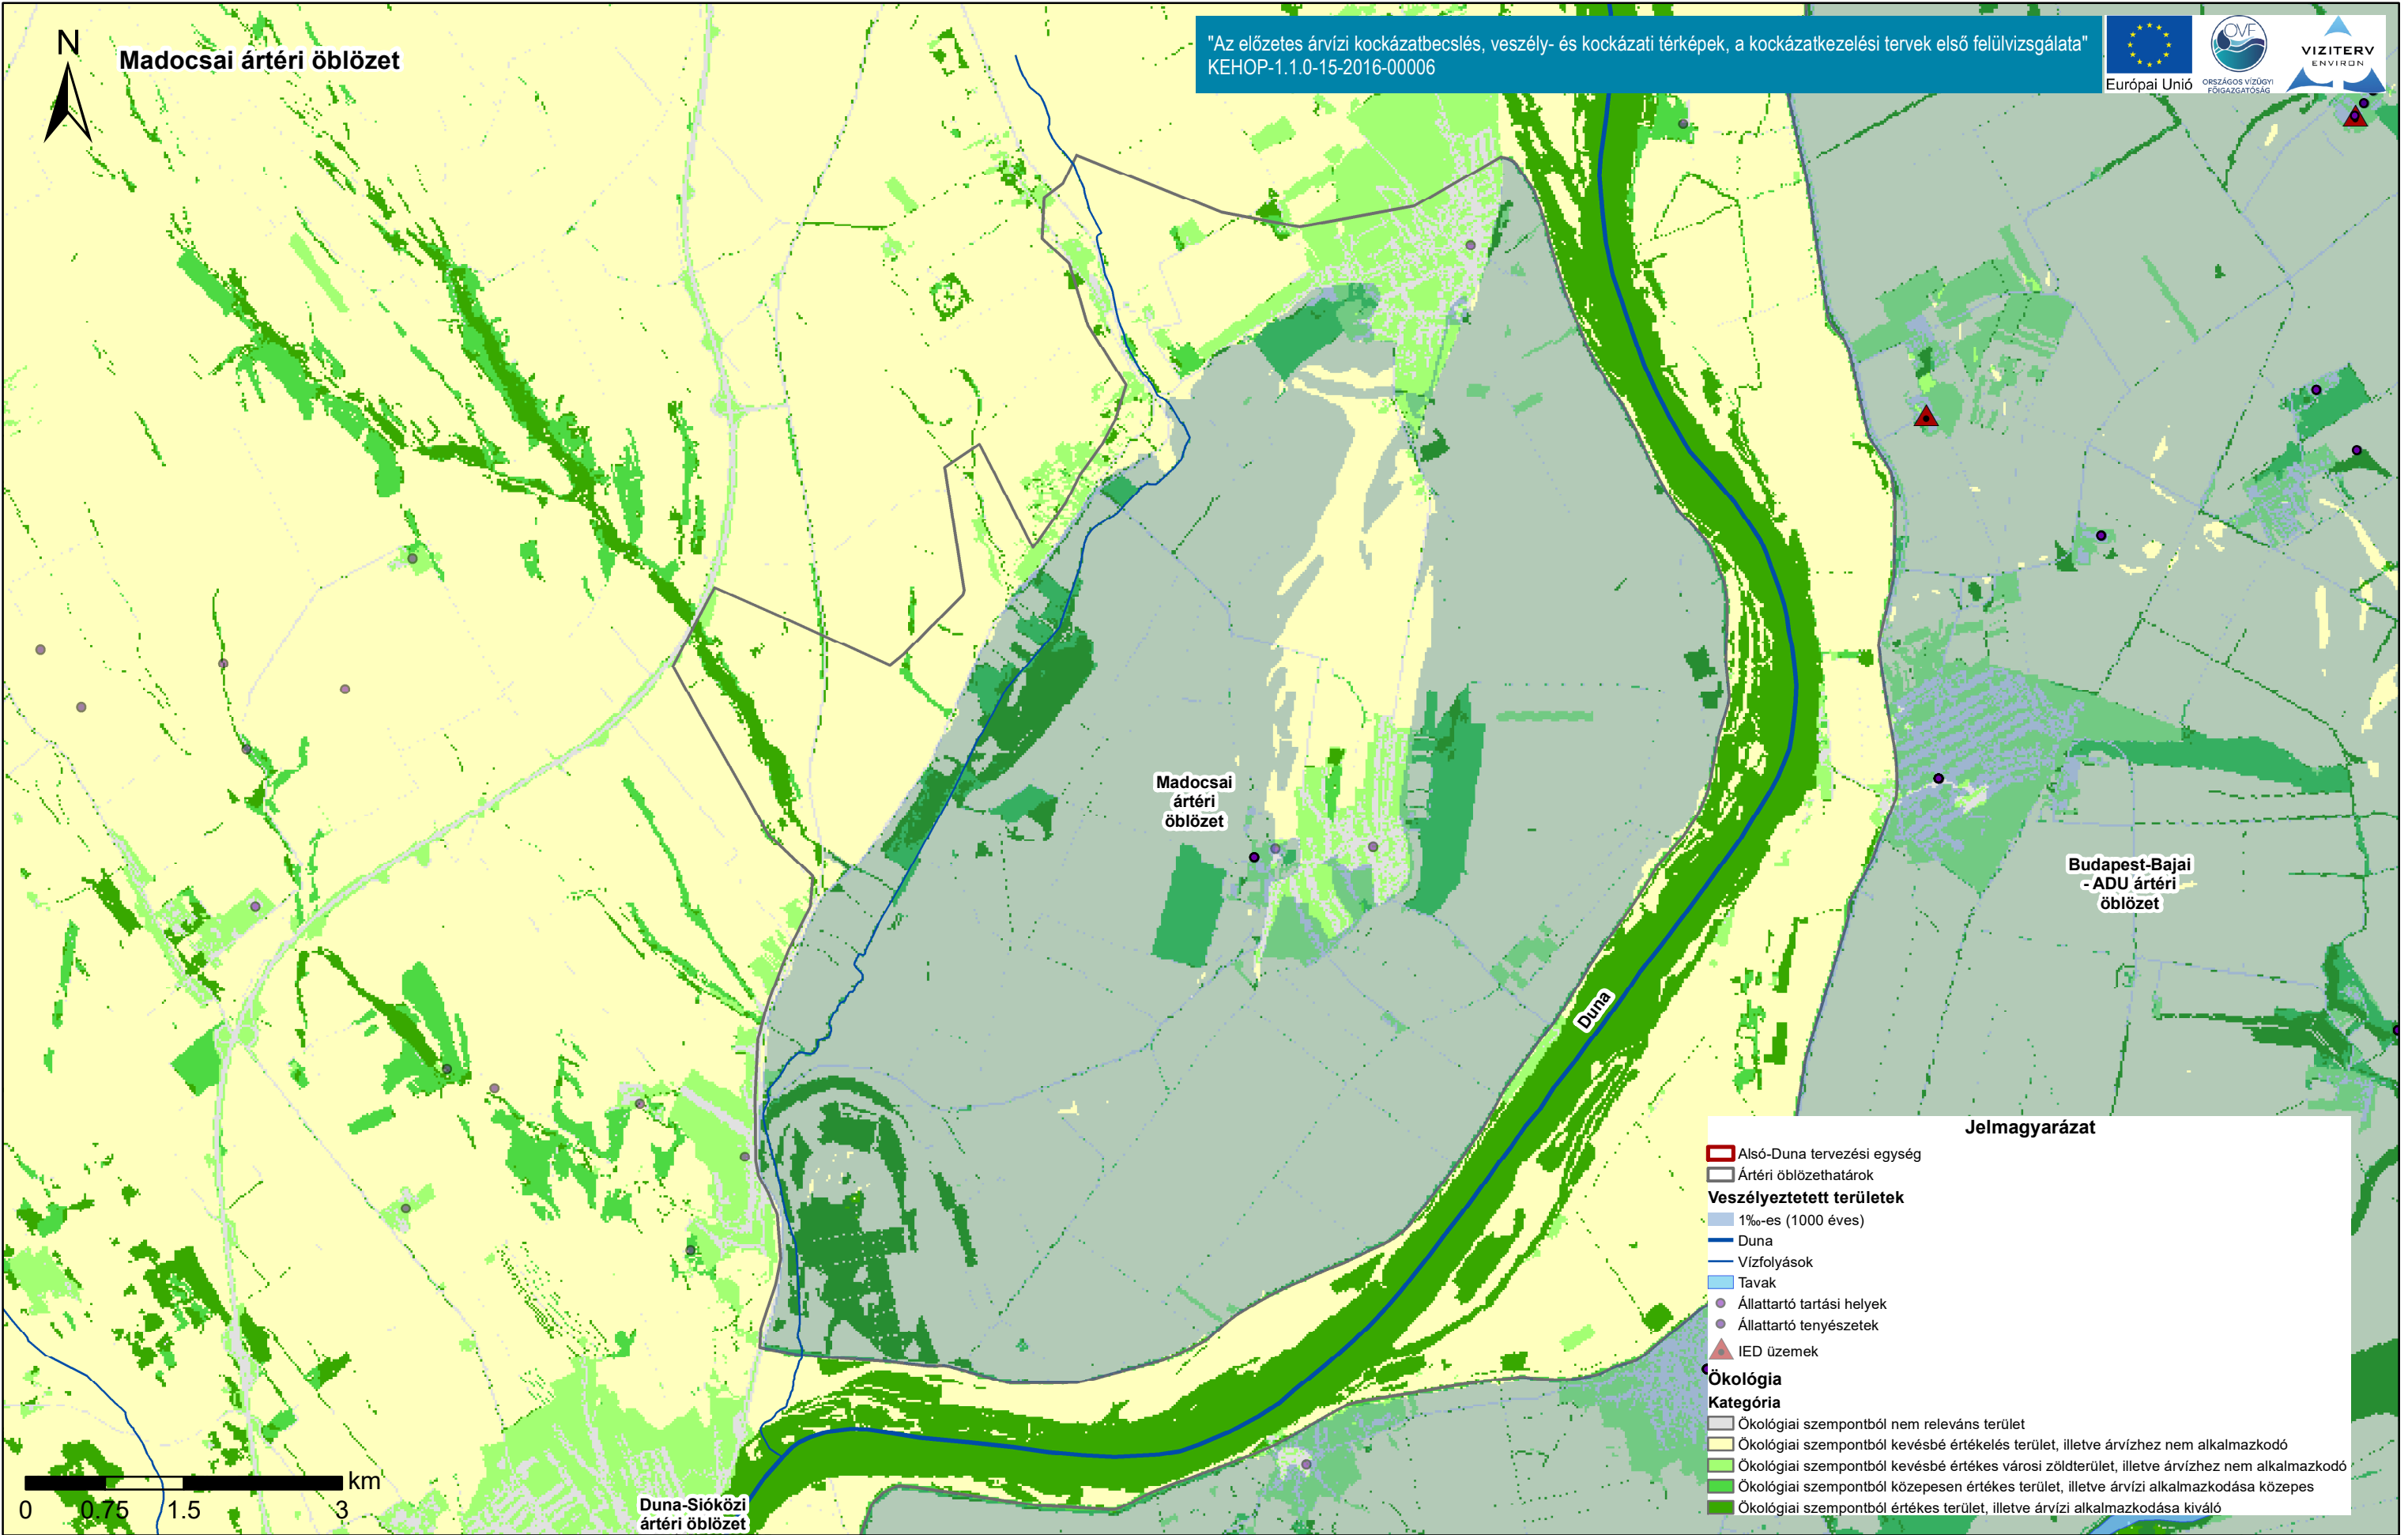 N
Madocsai ártéri öblözet
"Az előzetes árvízi kockázatbecslés, veszély- és kockázati térképek, a kockázatkezelési tervek első felülvizsgálata"
KEHOP-1.1.0-15-2016-00006
Európai Unió
OVF
ORSZÁGOS VÍZÜGYI
FŐIGAZGATÓSÁG
VIZITERV
ENVIRON
Madocsai
ártéri
öblözet
Budapest-Bajai
- ADU ártéri
öblözet
Duna
Duna-Sióközi
ártéri öblözet
km
0 0.75 1.5 3
Jelmagyarázat
Alsó-Duna tervezési egység
Ártéri öblözethatárok
Veszélyeztetett területek
1‰-es (1000 éves)
Duna
Vízfolyások
Tavak
Állattartó tartási helyek
Állattartó tenyészetek
IED üzemek
Ökológia
Kategória
Ökológiai szempontból nem releváns terület
Ökológiai szempontból kevésbé értékelés terület, illetve árvízhez nem alkalmazkodó
Ökológiai szempontból kevésbé értékes városi zöldterület, illetve árvízhez nem alkalmazkodó
Ökológiai szempontból közepesen értékes terület, illetve árvízi alkalmazkodása közepes
Ökológiai szempontból értékes terület, illetve árvízi alkalmazkodása kiváló